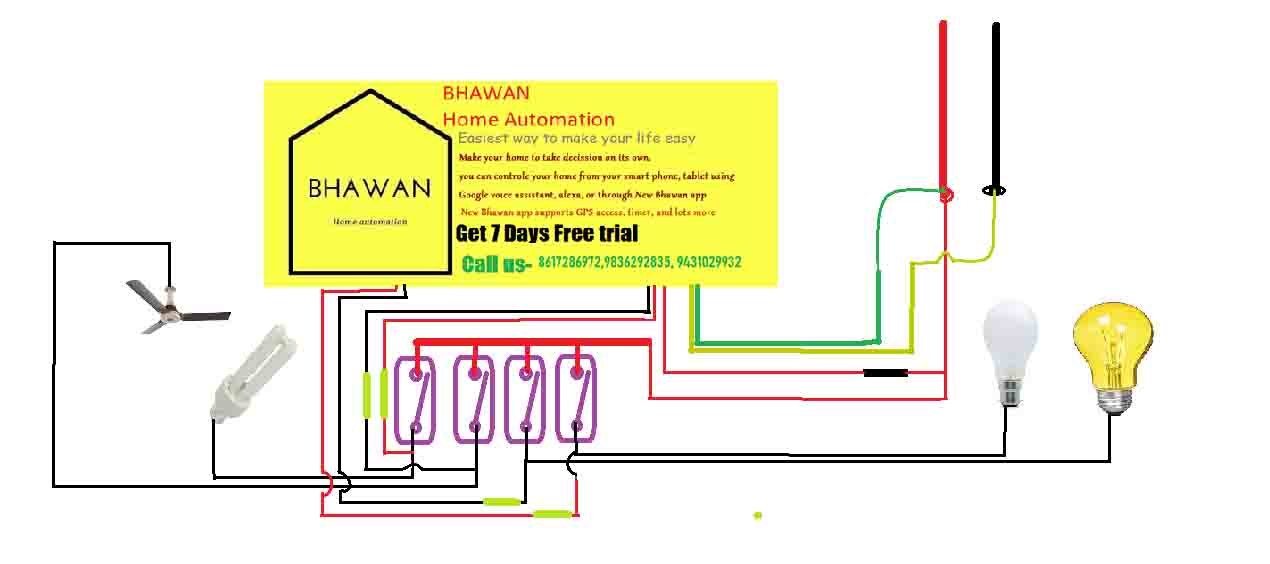 BHAWAN
Home Automation
Easiest way to make your life easy
Make your home to take decission on its own,
you can controle your home from your smart phone, tablet using
Google voice assistant, alexa, or through New Bhawan app
New Bhawan app supports GPS access, timer, and lots more
Get 7 Days Free trial
Call us- 8617286972,9836292835, 9431029932
BHAWAN
Home automation